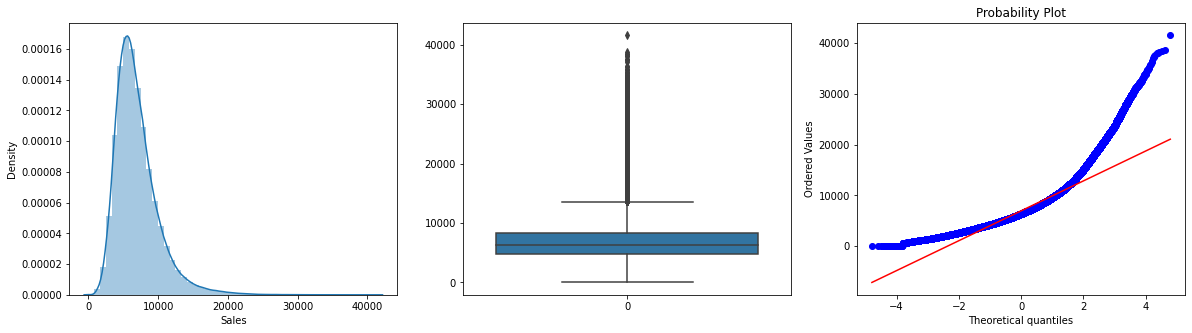 0.00016
0.00014
0.00012
0.00010
0.00008
0.00006
0.00004
0.00002
0.00000
Density
0 10000 20000 30000 40000
Sales
40000
30000
20000
10000
0
0
Probability Plot
40000
30000
20000
10000
0
Ordered Values
−4 −2 0 2 4
Theoretical quantiles